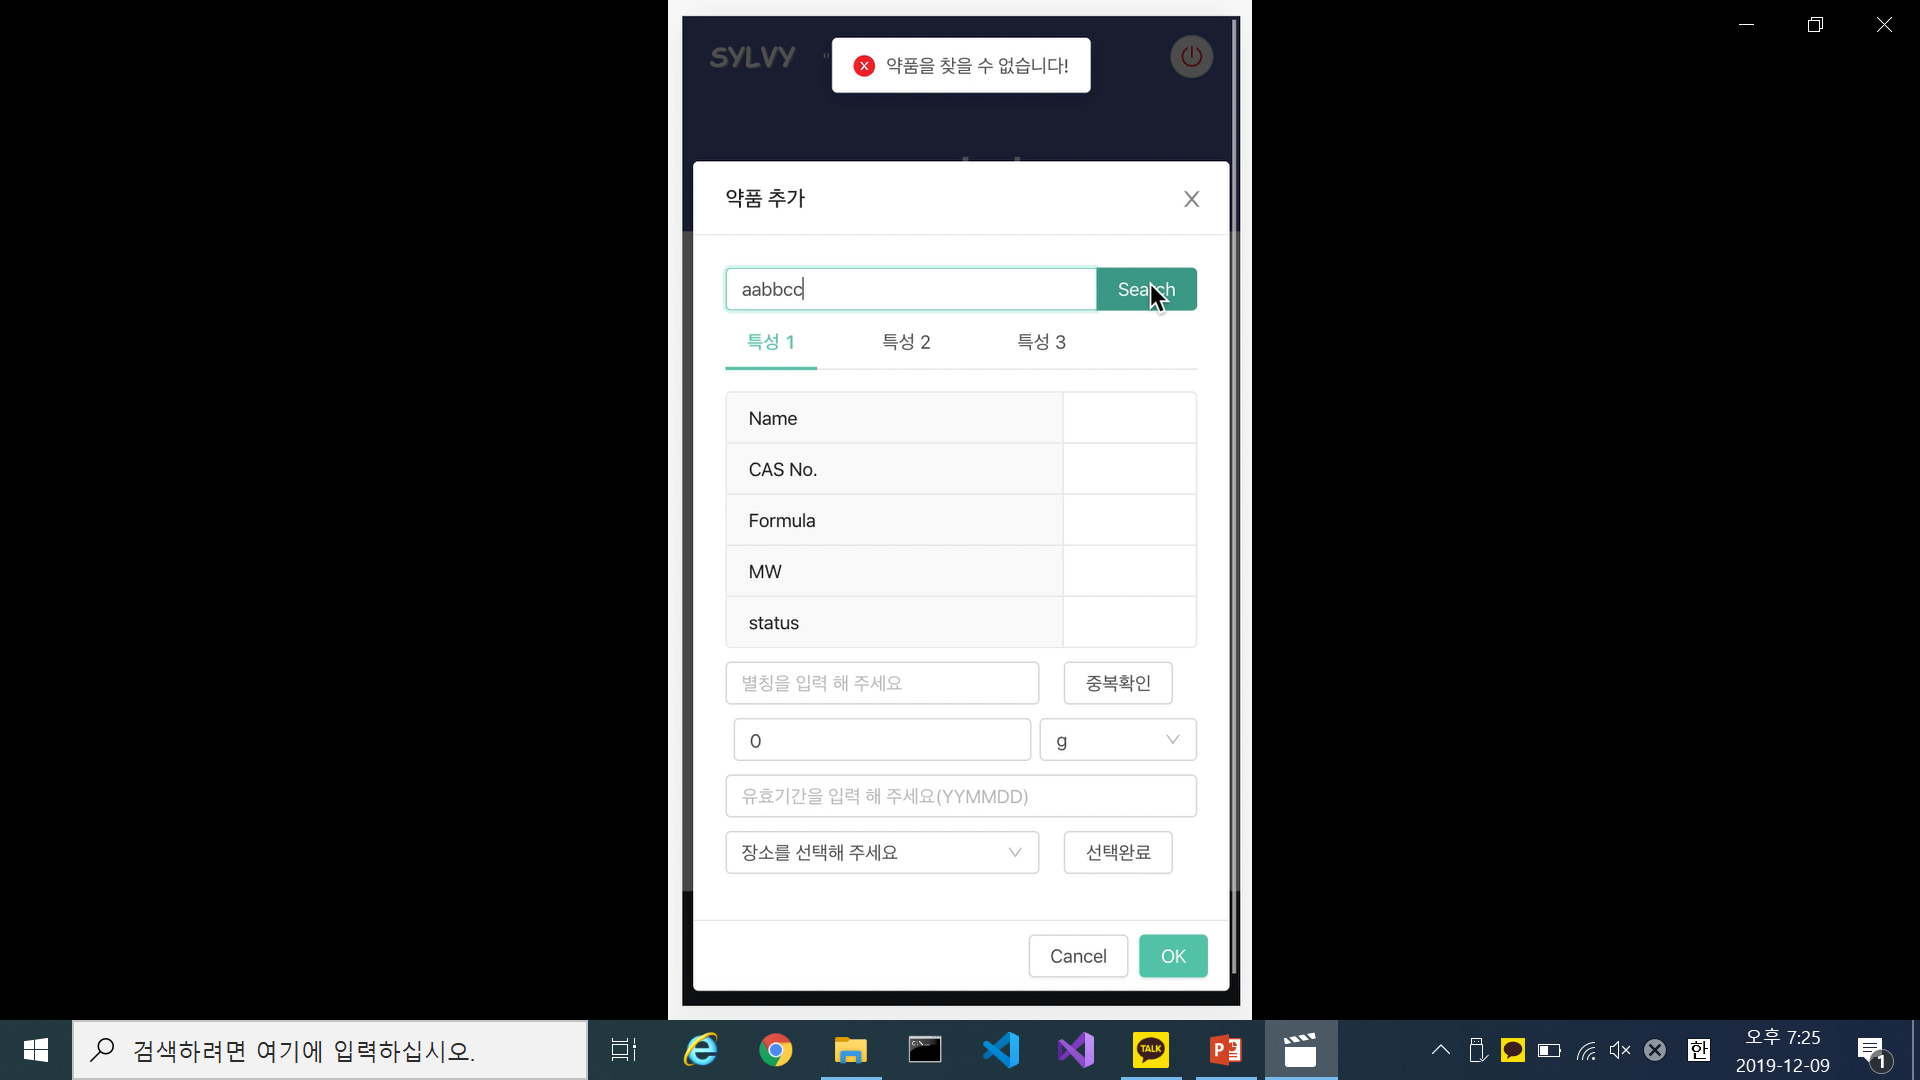 SYLVY
약품을 찾을 수 없습니다!
약품 추가
aabbcc
Search
특성 1 특성 2 특성 3
Name
CAS No.
Formula
MW
status
별칭을 입력 해 주세요 중복확인
0 g
유효기간을 입력 해 주세요(YYMMDD)
장소를 선택해 주세요 선택완료
Cancel OK
검색하려면 여기에 입력하십시오.
TALK
한
오후 7:25
2019-12-09
1